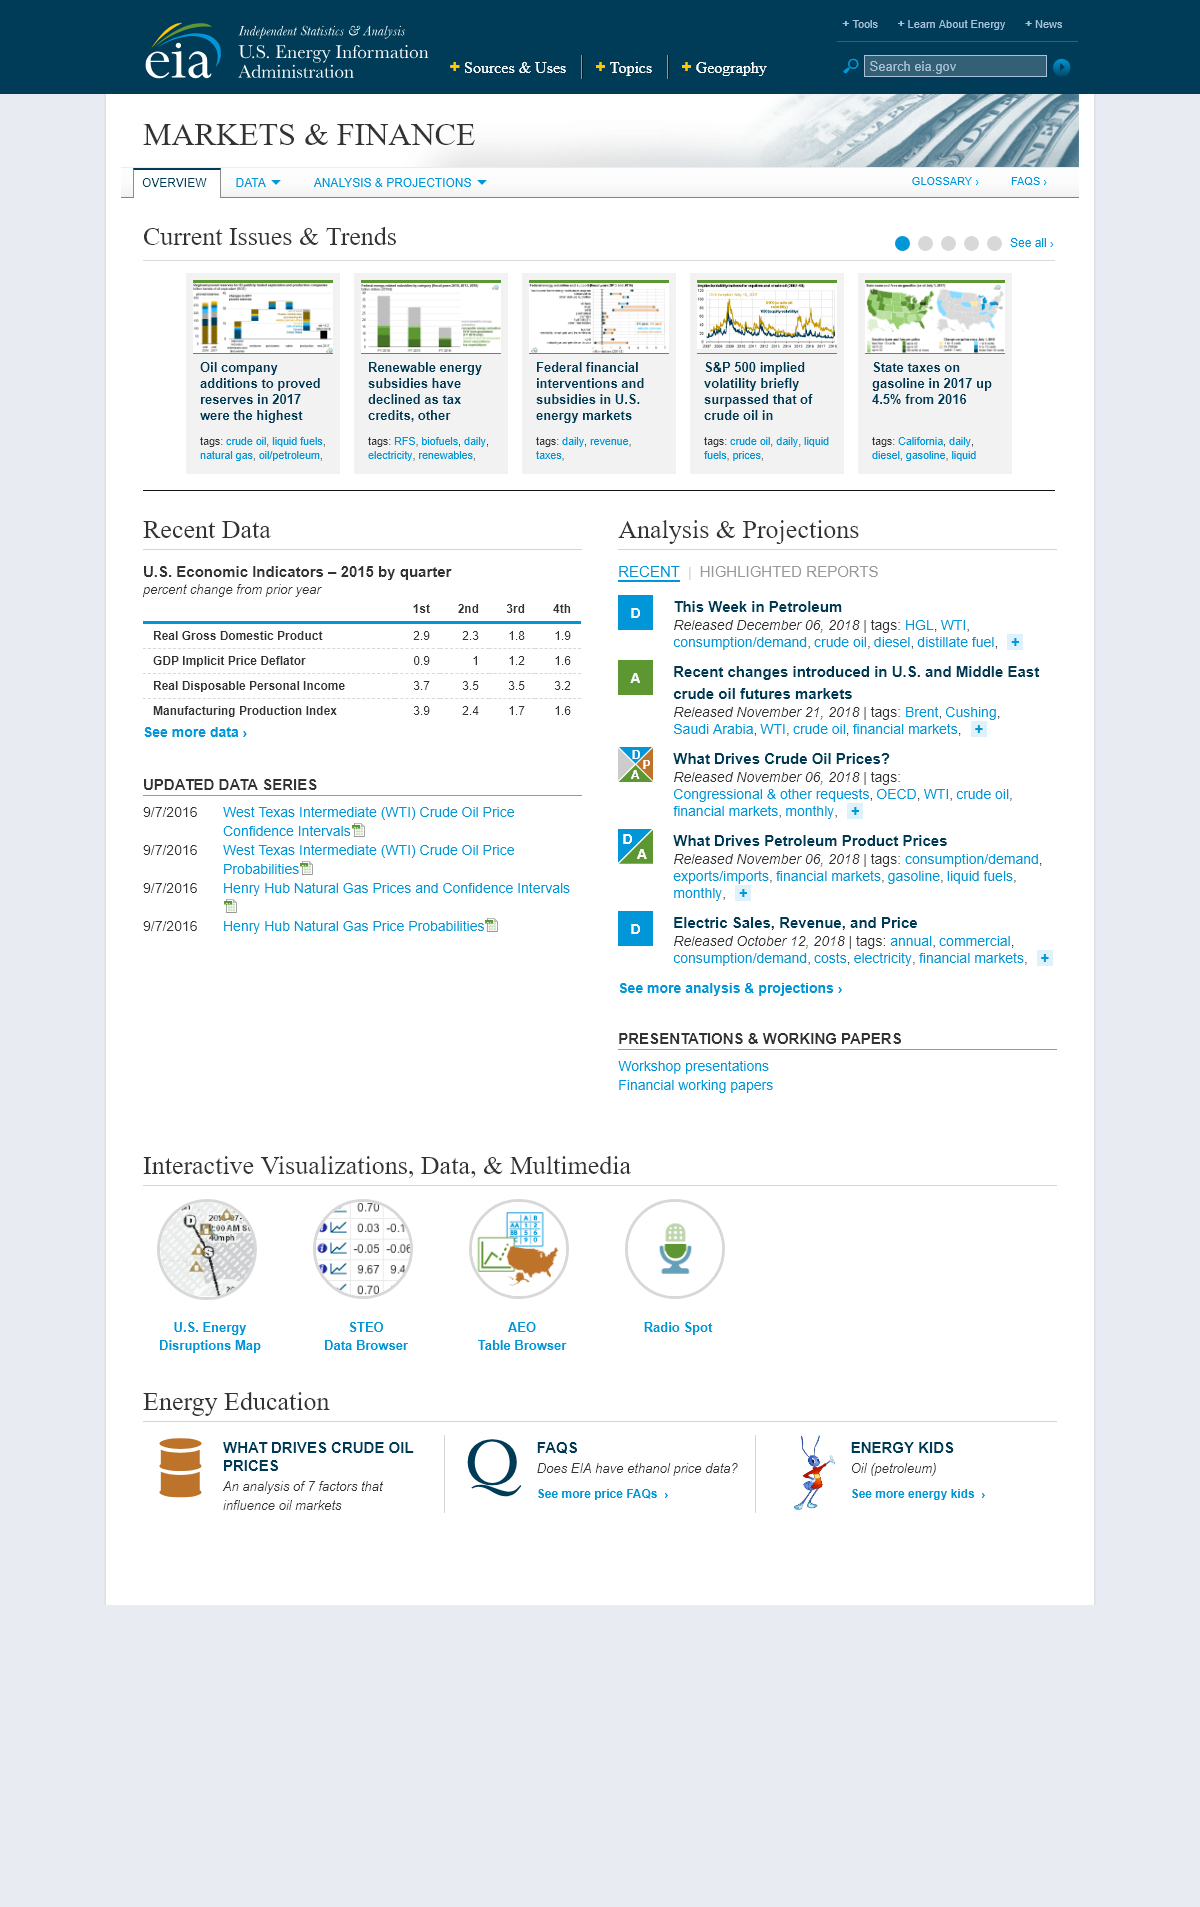 + Tools + Learn About Energy + News
Independent Statistics & Analysis
eia U.S. Energy Information
Administration
+ Sources & Uses + Topics + Geography
Search eia.gov
MARKETS & FINANCE
OVERVIEW DATA ANALYSIS & PROJECTIONS GLOSSARY › FAQS ›
Current Issues & Trends
See all ›
Oil company
additions to proved
reserves in 2017
were the highest
tags: crude oil, liquid fuels,
natural gas, oil/petroleum,
Renewable energy
subsidies have
declined as tax
credits, other
tags: RFS, biofuels, daily,
electricity, renewables,
Federal financial
interventions and
subsidies in U.S.
energy markets
tags: daily, revenue,
taxes,
S&P 500 implied
volatility briefly
surpassed that of
crude oil in
tags: crude oil, daily, liquid
fuels, prices,
State taxes on
gasoline in 2017 up
4.5% from 2016
tags: California, daily,
diesel, gasoline, liquid
Recent Data
U.S. Economic Indicators – 2015 by quarter
percent change from prior year
1st 2nd 3rd 4th
Real Gross Domestic Product 2.9 2.3 1.8 1.9
GDP Implicit Price Deflator 0.9 1 1.2 1.6
Real Disposable Personal Income 3.7 3.5 3.5 3.2
Manufacturing Production Index 3.9 2.4 1.7 1.6
See more data ›
UPDATED DATA SERIES
9/7/2016 West Texas Intermediate (WTI) Crude Oil Price
Confidence Intervals
9/7/2016 West Texas Intermediate (WTI) Crude Oil Price
Probabilities
9/7/2016 Henry Hub Natural Gas Prices and Confidence Intervals
9/7/2016 Henry Hub Natural Gas Price Probabilities
Analysis & Projections
RECENT | HIGHLIGHTED REPORTS
D This Week in Petroleum
Released December 06, 2018 | tags: HGL, WTI,
consumption/demand, crude oil, diesel, distillate fuel, +
A Recent changes introduced in U.S. and Middle East
crude oil futures markets
Released November 21, 2018 | tags: Brent, Cushing,
Saudi Arabia, WTI, crude oil, financial markets, +
D P A What Drives Crude Oil Prices?
Released November 06, 2018 | tags:
Congressional & other requests, OECD, WTI, crude oil,
financial markets, monthly, +
D A What Drives Petroleum Product Prices
Released November 06, 2018 | tags: consumption/demand,
exports/imports, financial markets, gasoline, liquid fuels,
monthly, +
D Electric Sales, Revenue, and Price
Released October 12, 2018 | tags: annual, commercial,
consumption/demand, costs, electricity, financial markets, +
See more analysis & projections ›
PRESENTATIONS & WORKING PAPERS
Workshop presentations
Financial working papers
Interactive Visualizations, Data, & Multimedia
0.70
0.03 -0.1
-0.05 -0.06
9.67 9.4
0.70
U.S. Energy
Disruptions Map
STEO
Data Browser
AEO
Table Browser
Radio Spot
Energy Education
WHAT DRIVES CRUDE OIL
PRICES
An analysis of 7 factors that
influence oil markets
Q FAQS
Does EIA have ethanol price data?
See more price FAQs ›
ENERGY KIDS
Oil (petroleum)
See more energy kids ›